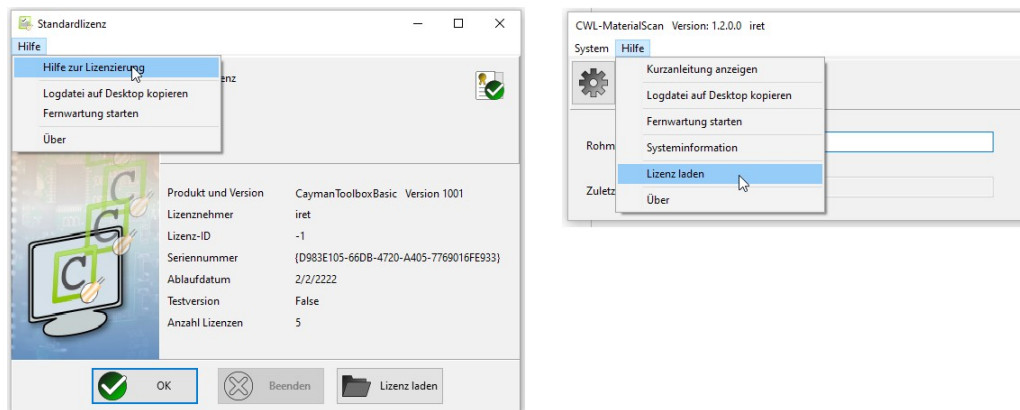 Standardlizenz
Hilfe
Hilfe zur Lizenzierung
enz
Logdatei auf Desktop kopieren
Fernwartung starten
Über
C
C
C
Produkt und Version CaymanToolboxBasic Version 1001
Lizenznehmer iret
Lizenz-ID -1
Seriennummer {D983E105-66DB-4720-A405-7769016FE933}
Ablaufdatum 2/2/2222
Testversion False
Anzahl Lizenzen 5
OK Beenden Lizenz laden
CWL-MaterialScan Version: 1.2.0.0 iret
System Hilfe
Kurzanleitung anzeigen
Logdatei auf Desktop kopieren
Fernwartung starten
Rohm
Systeminformation
Lizenz laden
Zuletz
Über